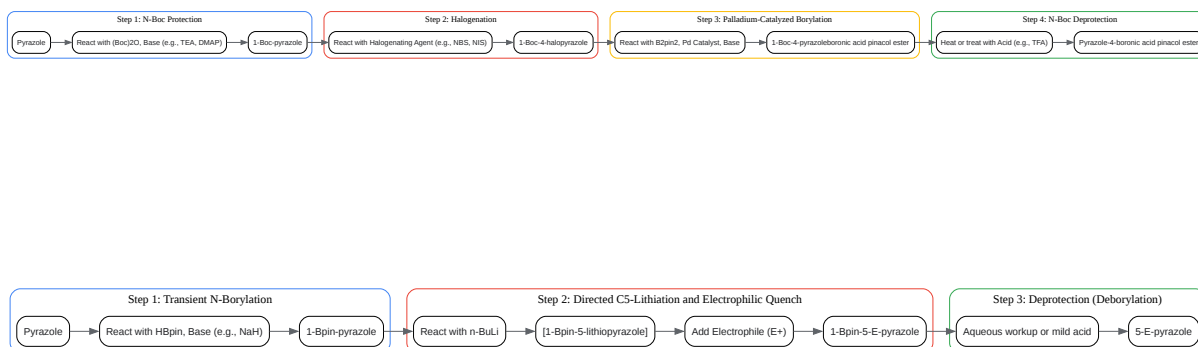 Step 1: N-Boc Protection
Pyrazole
React with (Boc)2O, Base (e.g., TEA, DMAP)
1-Boc-pyrazole
Step 2: Halogenation
React with Halogenating Agent (e.g., NBS, NIS)
1-Boc-4-halopyrazole
Step 3: Palladium-Catalyzed Borylation
React with B2pin2, Pd Catalyst, Base
1-Boc-4-pyrazoleboronic acid pinacol ester
Step 4: N-Boc Deprotection
Heat or treat with Acid (e.g., TFA)
Pyrazole-4-boronic acid pinacol ester
Step 1: Transient N-Borylation
Pyrazole
React with HBpin, Base (e.g., NaH)
1-Bpin-pyrazole
Step 2: Directed C5-Lithiation and Electrophilic Quench
React with n-BuLi
[1-Bpin-5-lithiopyrazole]
Add Electrophile (E+)
1-Bpin-5-E-pyrazole
Step 3: Deprotection (Deborylation)
Aqueous workup or mild acid
5-E-pyrazole